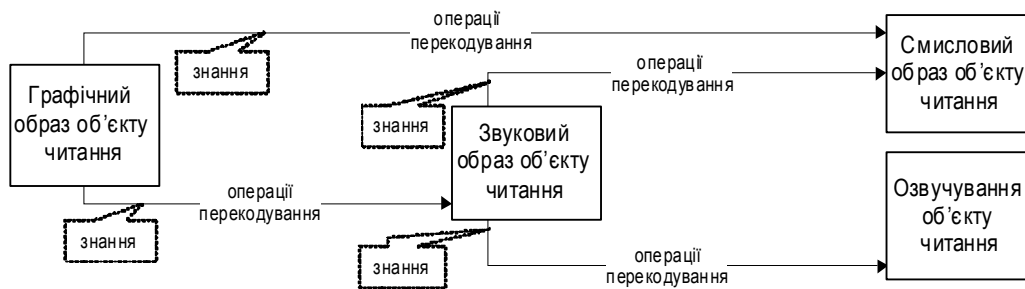 операції
перекодування
знання
Смисловий
образ об’єкту
читання
Графічний
образ об’єкту
читання
операції
перекодування
знання
Звуковий
образ об’єкту
читання
операції
перекодування
знання
Озвучування
об’єкту
читання
знання
операції
перекодування